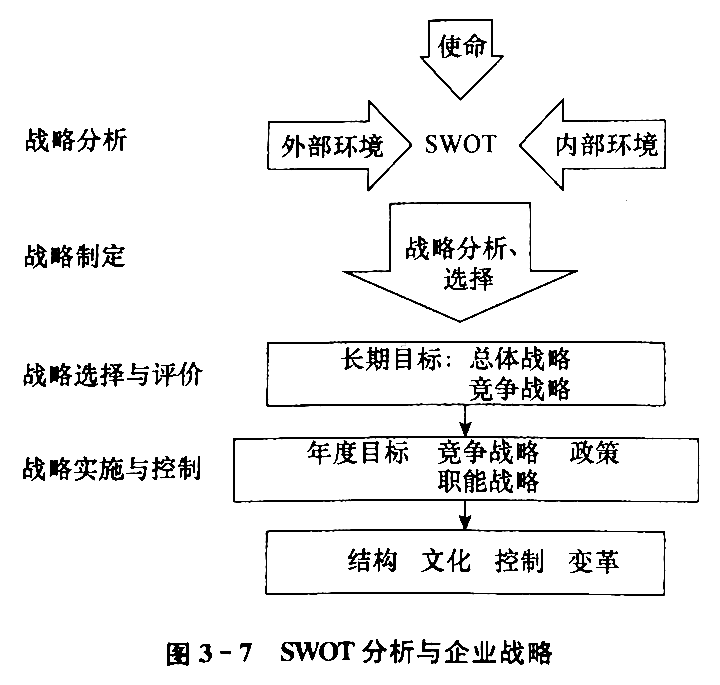 使命
战略分析
外部环境
SWOT
内部环境
战略制定
战略分析、
选择
战略选择与评价
长期目标：总体战略
竞争战略
战略实施与控制
年度目标 竞争战略 政策
职能战略
结构 文化 控制 变革
图 3-7 SWOT 分析与企业战略